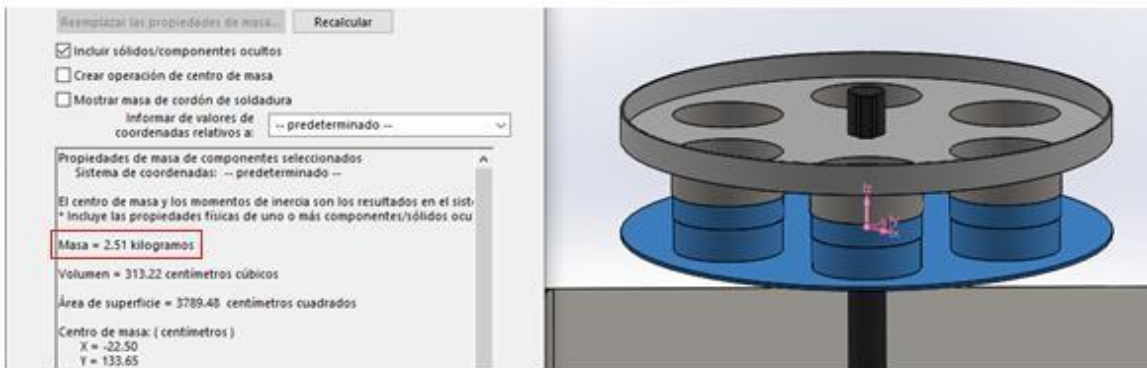 Reemplazar las propiedades de masa... Recalcular
Incluir sólidos/componentes ocultos
Crear operación de centro de masa
Mostrar masa de cordón de soldadura
Informar de valores de
coordenadas relativos a: -- predeterminado --
Propiedades de masa de componentes seleccionados
Sistema de coordenadas: -- predeterminado --
El centro de masa y los momentos de inercia son los resultados en el sist
* Incluye las propiedades físicas de uno o más componentes/sólidos ocu
Masa = 2.51 kilogramos
Volumen = 313.22 centímetros cúbicos
Área de superficie = 3789.48 centímetros cuadrados
Centro de masa: ( centímetros )
X = -22.50
Y = 133.65